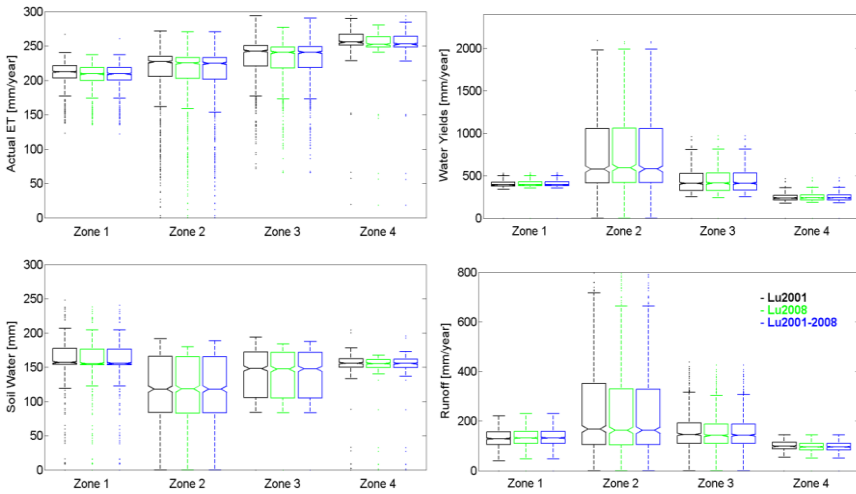 Actual ET [mm/year]
300
250
200
150
100
50
0
Zone 1 Zone 2 Zone 3 Zone 4
Water Yields [mm/year]
2000
1500
1000
500
0
Zone 1 Zone 2 Zone 3 Zone 4
Soil Water [mm]
300
250
200
150
100
50
0
Zone 1 Zone 2 Zone 3 Zone 4
Runoff [mm/year]
800
600
400
200
0
- Lu2001
- Lu2008
- Lu2001-2008
Zone 1 Zone 2 Zone 3 Zone 4